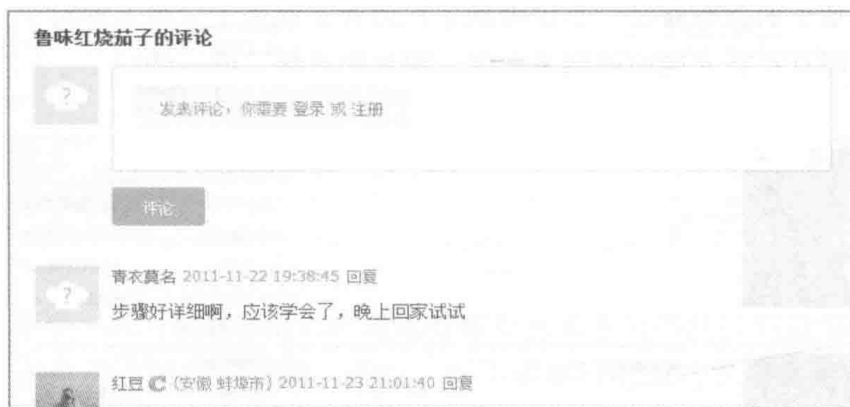 鲁味红烧茄子的评论
?
发表评论，你需要 登录 或 注册
评论
?
青衣莫名 2011-11-22 19:38:45 回复
步骤好详细啊，应该学会了，晚上回家试试
红豆 (安徽 蚌埠市) 2011-11-23 21:01:40 回复